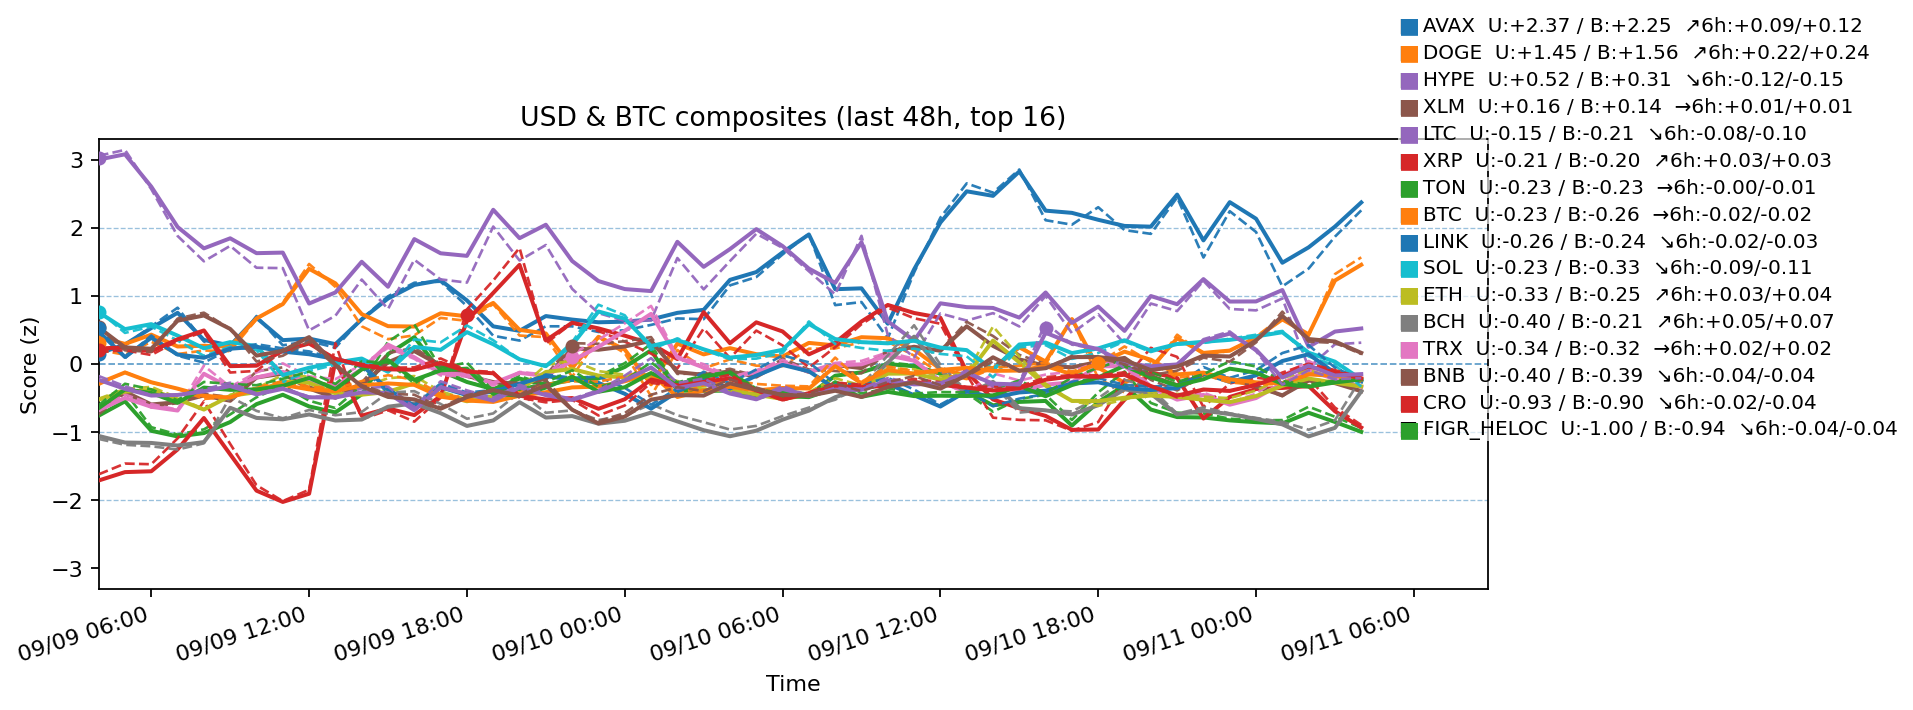 AVAX  U:+2.37 / B:+2.25  ↗6h:+0.09/+0.12
DOGE  U:+1.45 / B:+1.56  ↗6h:+0.22/+0.24
HYPE  U:+0.52 / B:+0.31  ↘6h:-0.12/-0.15
XLM  U:+0.16 / B:+0.14  →6h:+0.01/+0.01
LTC  U:-0.15 / B:-0.21  ↘6h:-0.08/-0.10
XRP  U:-0.21 / B:-0.20  ↗6h:+0.03/+0.03
TON  U:-0.23 / B:-0.23  →6h:-0.00/-0.01
BTC  U:-0.23 / B:-0.26  →6h:-0.02/-0.02
LINK  U:-0.26 / B:-0.24  ↘6h:-0.02/-0.03
SOL  U:-0.23 / B:-0.33  ↘6h:-0.09/-0.11
ETH  U:-0.33 / B:-0.25  ↗6h:+0.03/+0.04
BCH  U:-0.40 / B:-0.21  ↗6h:+0.05/+0.07
TRX  U:-0.34 / B:-0.32  →6h:+0.02/+0.02
BNB  U:-0.40 / B:-0.39  ↘6h:-0.04/-0.04
CRO  U:-0.93 / B:-0.90  ↘6h:-0.02/-0.04
FIGR_HELOC  U:-1.00 / B:-0.94  ↘6h:-0.04/-0.04
USD & BTC composites (last 48h, top 16)
Score (z)
3
2
1
0
−1
−2
−3
09/09 06:00
09/09 12:00
09/09 18:00
09/10 00:00
09/10 06:00
09/10 12:00
09/10 18:00
09/11 00:00
09/11 06:00
Time